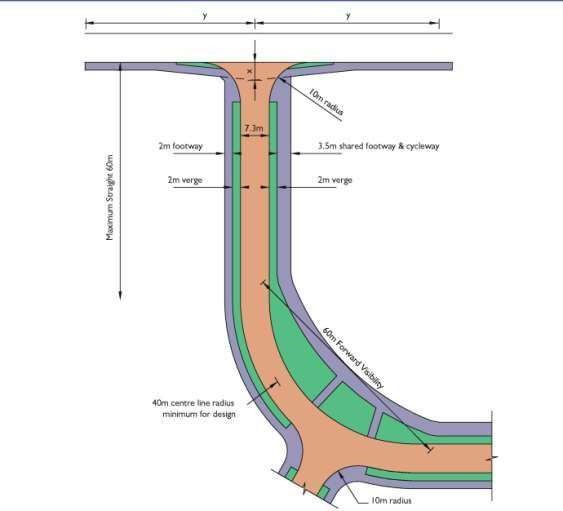 y
y
x
10m radius
7.3m
2m footway
3.5m shared footway & cycleway
2m verge
2m verge
Maximum Straight 60m
60m Forward Visibility
40m centre line radius
minimum for design
10m radius